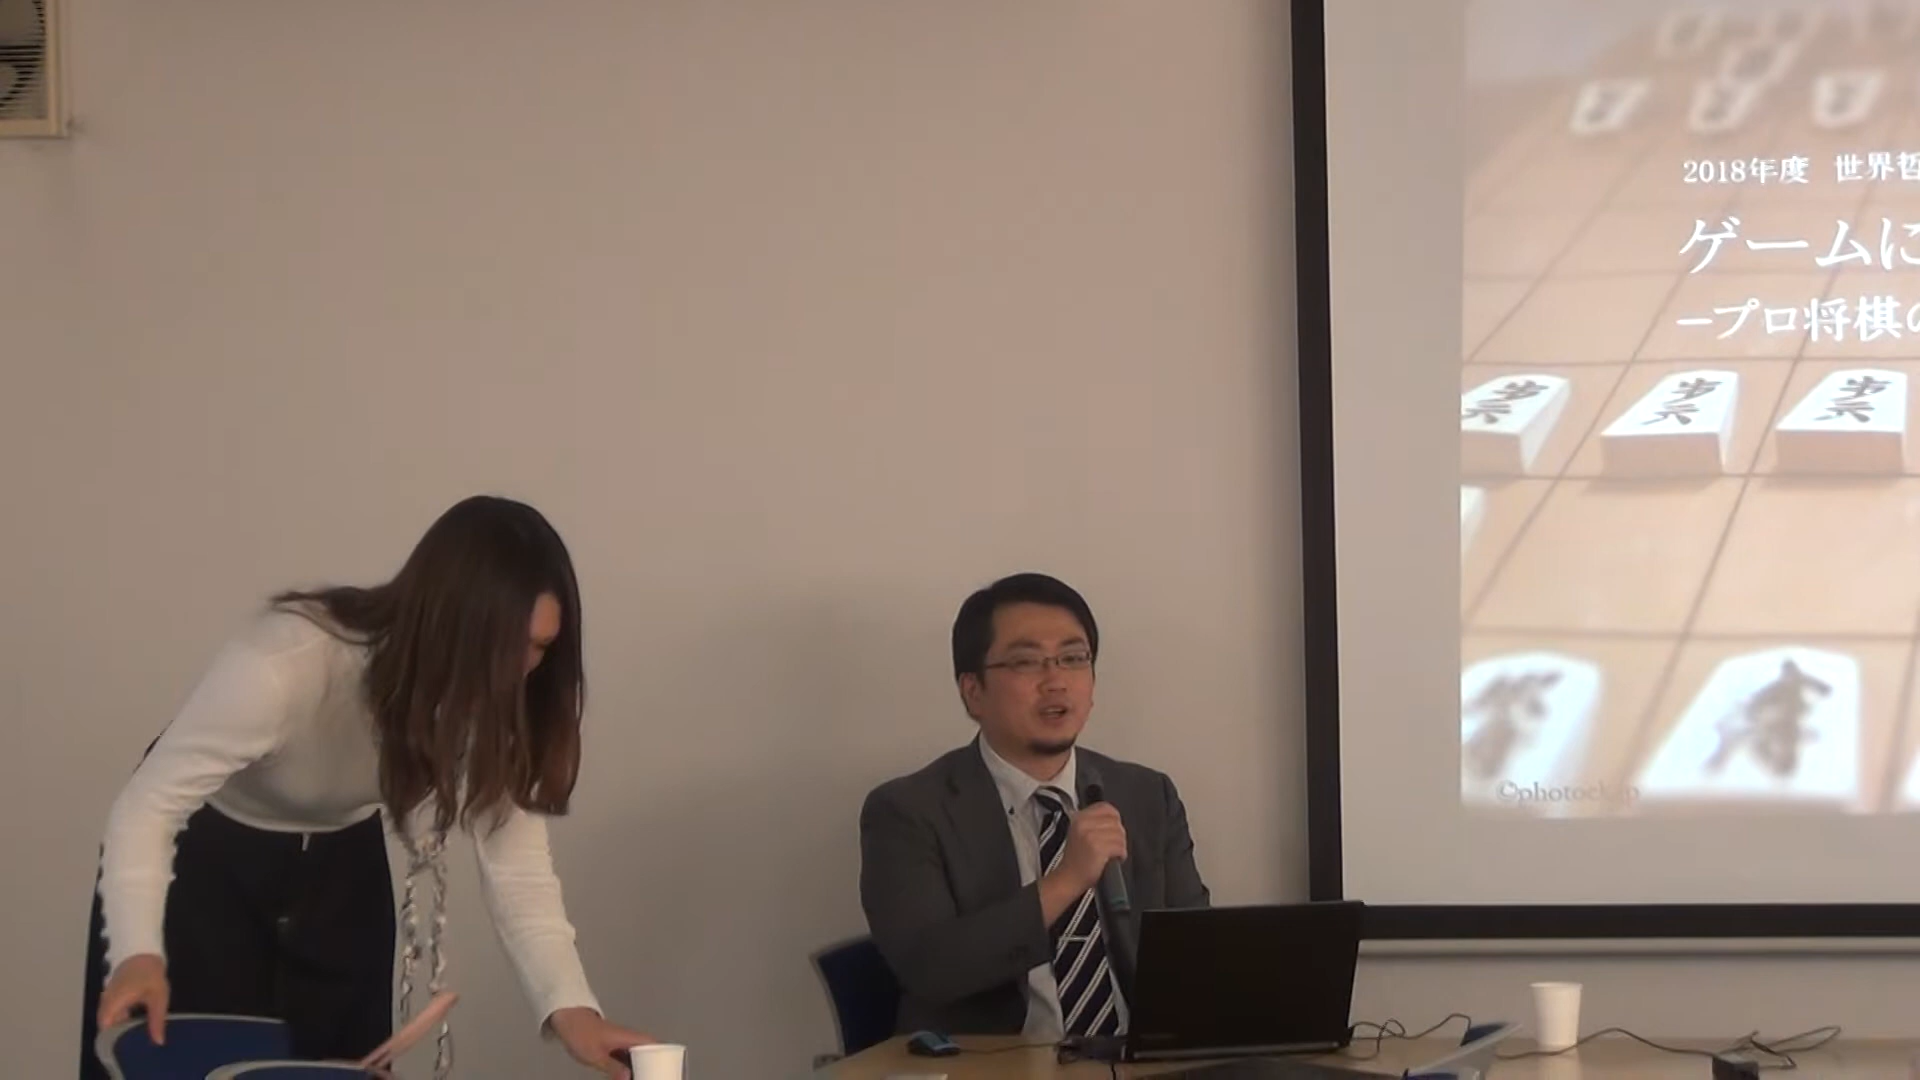 2018年度 世界哲
ゲームに
−プロ将棋の
歩兵 歩兵 歩兵
©photock.jp